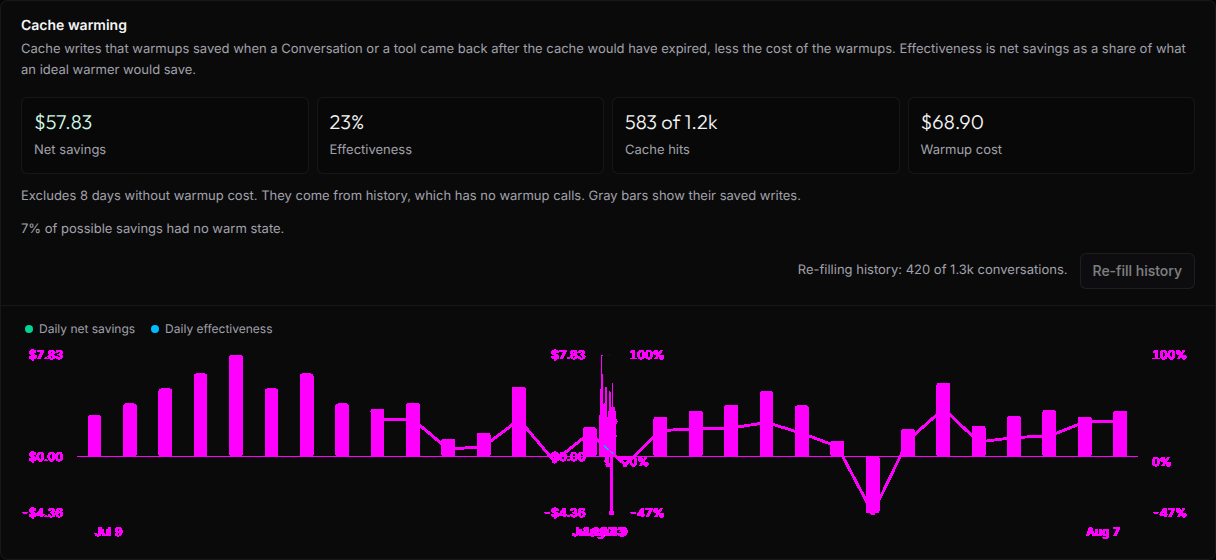 Cache warming
Cache writes that warmups saved when a Conversation or a tool came back after the cache would have expired, less the cost of the warmups. Effectiveness is net savings as a share of what
an ideal warmer would save.
$57.83
Net savings
23%
Effectiveness
583 of 1.2k
Cache hits
$68.90
Warmup cost
Excludes 8 days without warmup cost. They come from history, which has no warmup calls. Gray bars show their saved writes.
7% of possible savings had no warm state.
Re-filling history: 420 of 1.3k conversations.
Re-fill history
Daily net savings
Daily effectiveness
$7.83
$7.83
100%
100%
$0.00
$0.00
0%
-$4.36
-$4.36
-47%
-47%
Jul 9
Aug 7